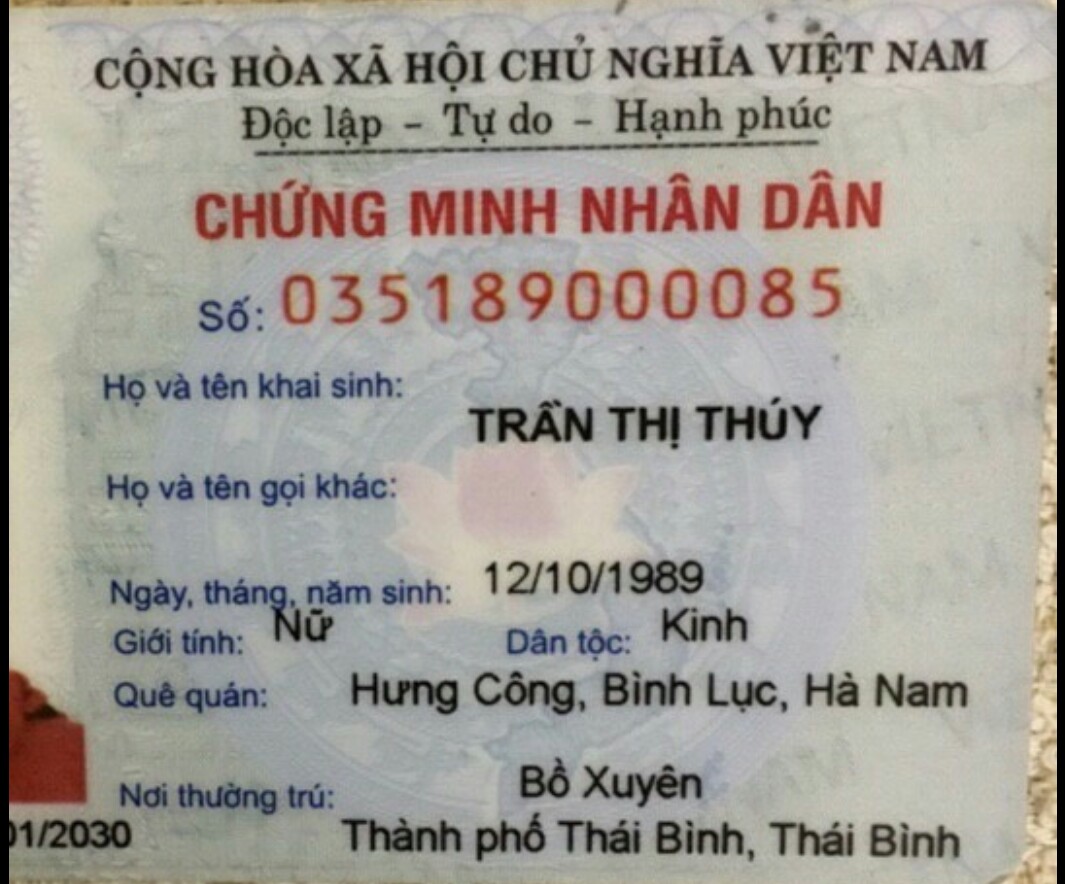 CỘNG HÒA XÃ HỘI CHỦ NGHĨA VIỆT NAM
Độc lập - Tự do - Hạnh phúc
CHỨNG MINH NHÂN DÂN
Số: 035189000085
Họ và tên khai sinh:
TRẦN THỊ THÚY
Họ và tên gọi khác:
Ngày, tháng, năm sinh: 12/10/1989
Giới tính: Nữ Dân tộc: Kinh
Quê quán: Hưng Công, Bình Lục, Hà Nam
Nơi thường trú: Bồ Xuyên
01/2030 Thành phố Thái Bình, Thái Bình